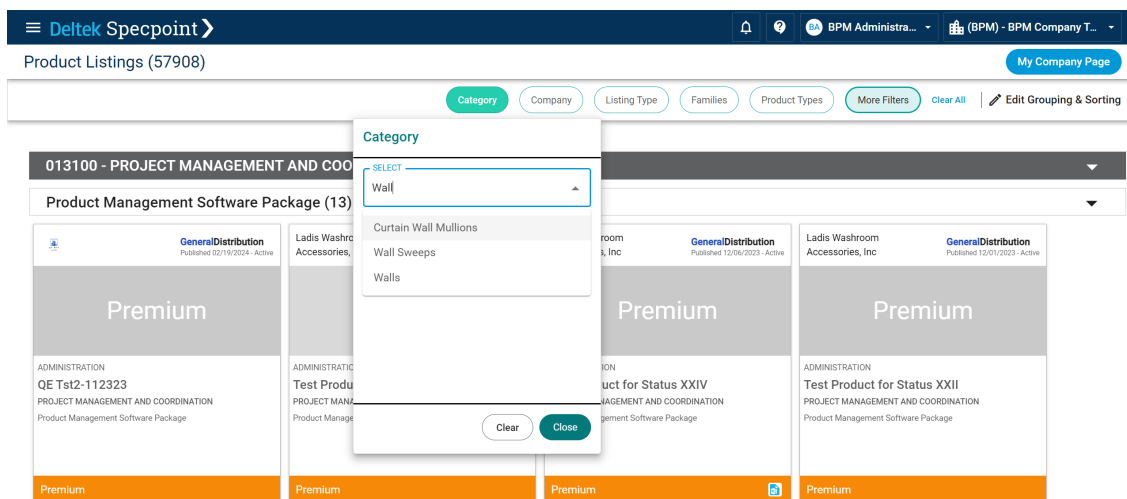 Deltek Specpoint
BA BPM Administra...
(BPM) - BPM Company T...
Product Listings (57908)
My Company Page
Category
Company
Listing Type
Families
Product Types
More Filters
Clear All
Edit Grouping & Sorting
Category
SELECT
Wall
Curtain Wall Mullions
Wall Sweeps
Walls
Clear
Close
013100 - PROJECT MANAGEMENT AND COO
Product Management Software Package (13)
GeneralDistribution
Published 02/19/2024 - Active
Premium
ADMINISTRATION
QE Tst2-112323
PROJECT MANAGEMENT AND COORDINATION
Product Management Software Package
Premium
Ladis Washro
Accessories,
ADMINISTRATIO
Test Produ
PROJECT MANA
Product Manage
Premium
room
s, Inc
GeneralDistribution
Published 12/06/2023 - Active
Premium
ION
uct for Status XXIV
NAGEMENT AND COORDINATION
gement Software Package
Premium
Ladis Washroom
Accessories, Inc
GeneralDistribution
Published 12/01/2023 - Active
Premium
ADMINISTRATION
Test Product for Status XXII
PROJECT MANAGEMENT AND COORDINATION
Product Management Software Package
Premium